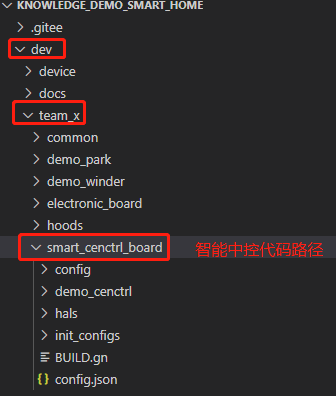 KNOWLEDGE_DEMO_SMART_HOME
.gitee
dev
device
docs
team_x
common
demo_park
demo_winder
electronic_board
hoods
smart_cenctrl_board 智能中控代码路径
config
demo_cenctrl
hals
init_configs
BUILD.gn
{} config.json